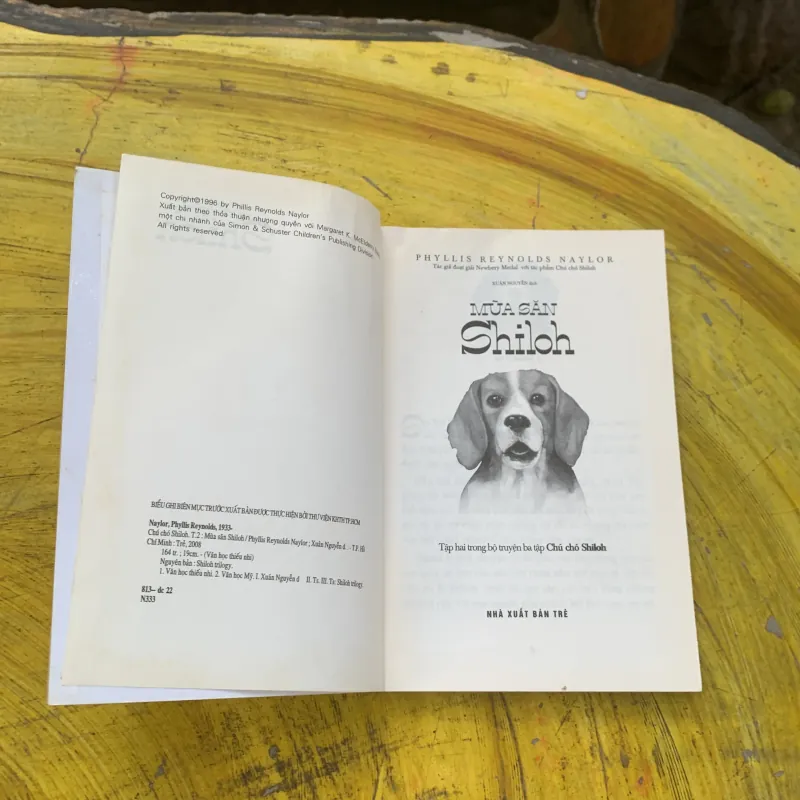 Copyright©1996 by Phillis Reynolds Naylor
Xuất bản theo thỏa thuận nhượng quyền với Margaret K.
một chi nhánh của Simon & Schuster Children's Publishing Division
All rights reserved.
BIỂU GHI BIÊN MỤC TRƯỚC XUẤT BẢN ĐƯỢC THỰC HIỆN BỞI THƯ VIỆN KHTH TP.HCM
Naylor, Phyllis Reynolds, 1933-
Chú chó Shiloh. T.2 : Mùa săn Shiloh / Phyllis Reynolds Naylor ; Xuân Nguyễn d. - T.P. Hồ
Chí Minh : Trẻ, 2008
164 tr. ; 19cm. - (Văn học thiếu nhi)
Nguyên bản : Shiloh trilogy.
1. Văn học thiếu nhi. 2. Văn học Mỹ. I. Xuân Nguyễn d II. Ts. III. Ts: Shiloh trilogy.
813— dc 22
N333
PHYLLIS REYNOLDS NAYLOR
Tác giả đoạt giải Newbery Medal với tác phẩm Chú chó Shiloh
XUÂN NGUYỄN dịch
MÙA SĂN
Shiloh
Tập hai trong bộ truyện ba tập Chú chó Shiloh
NHÀ XUẤT BẢN TRẺ